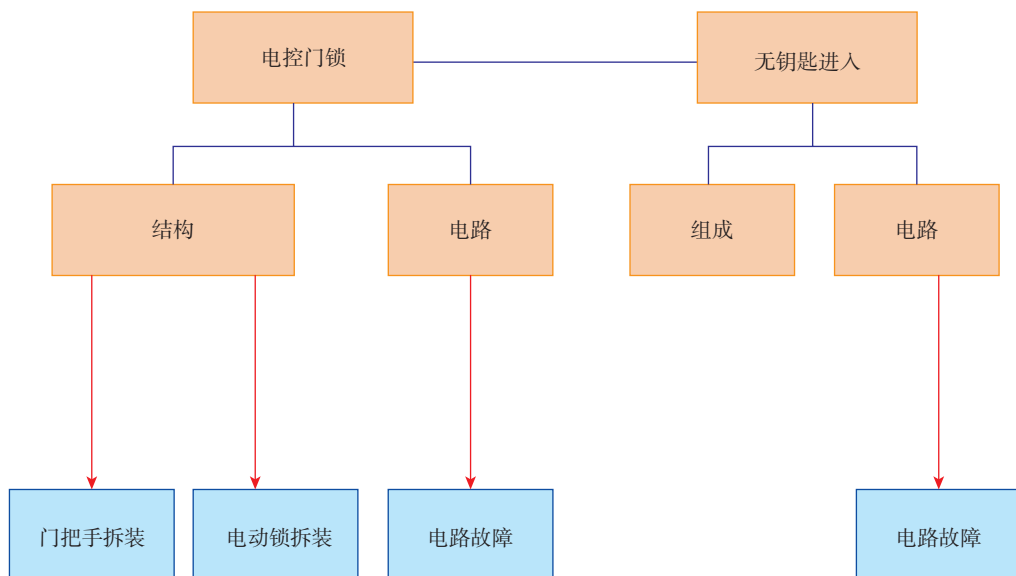 电控门锁
无钥匙进入
结构
电路
组成
电路
门把手拆装
电动锁拆装
电路故障
电路故障